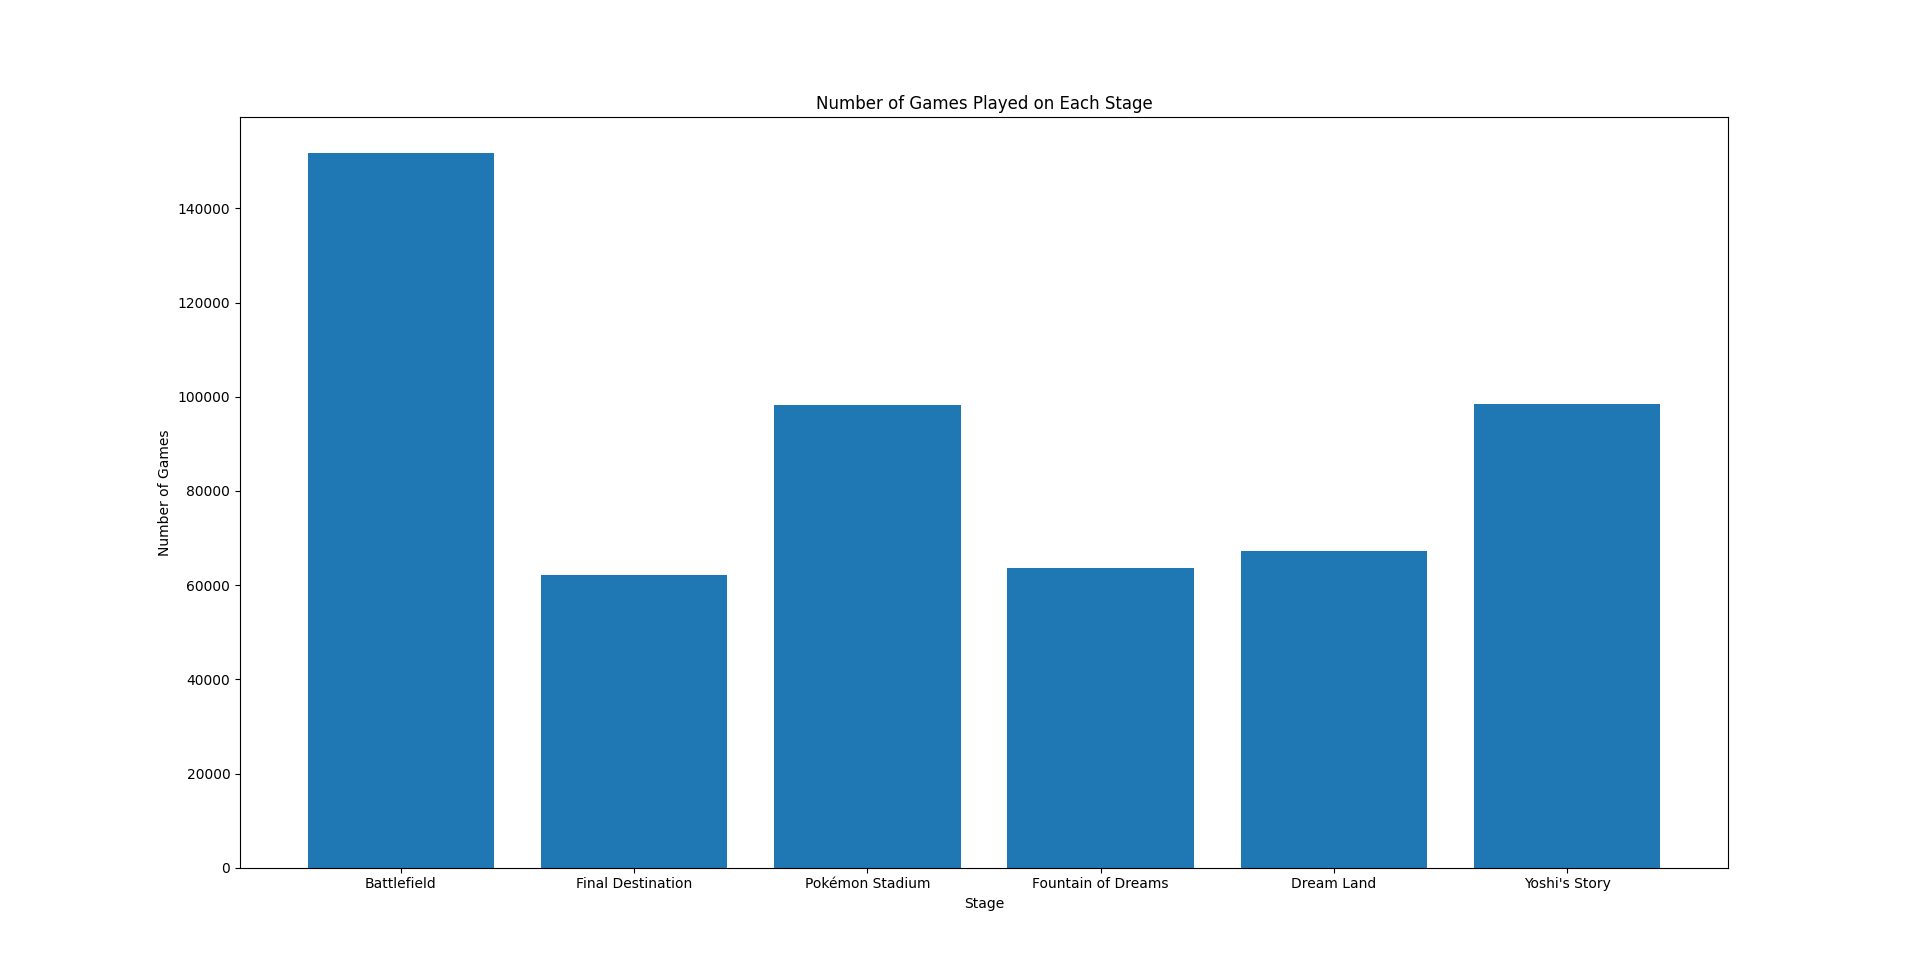 Number of Games Played on Each Stage
Number of Games
140000
120000
100000
80000
60000
40000
20000
0
Battlefield
Final Destination
Pokémon Stadium
Fountain of Dreams
Dream Land
Yoshi's Story
Stage